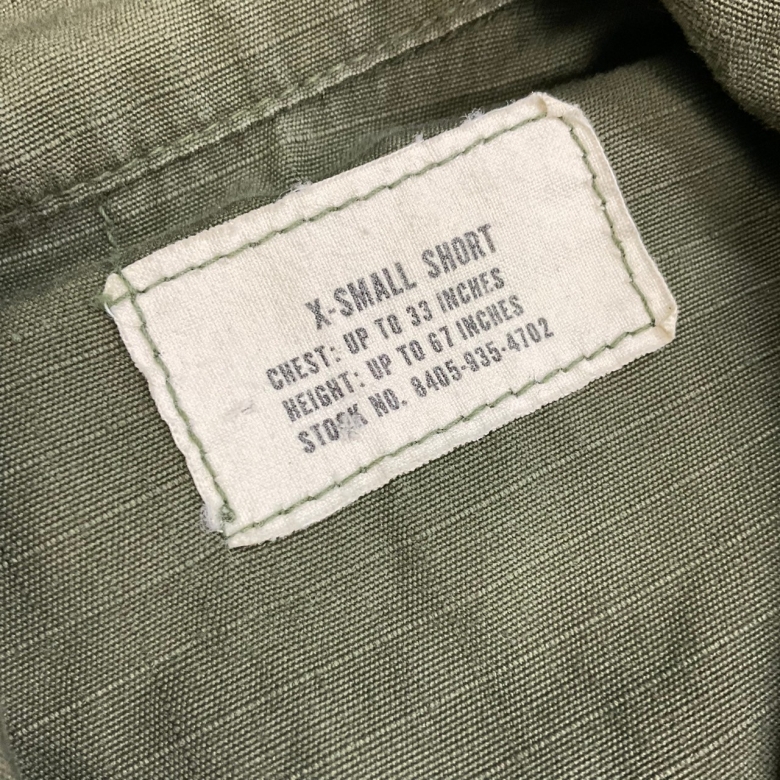 X-SMALL SHORT
CHEST: UP TO 33 INCHES
HEIGHT: UP TO 67 INCHES
STOCK NO. 8405-935-4702